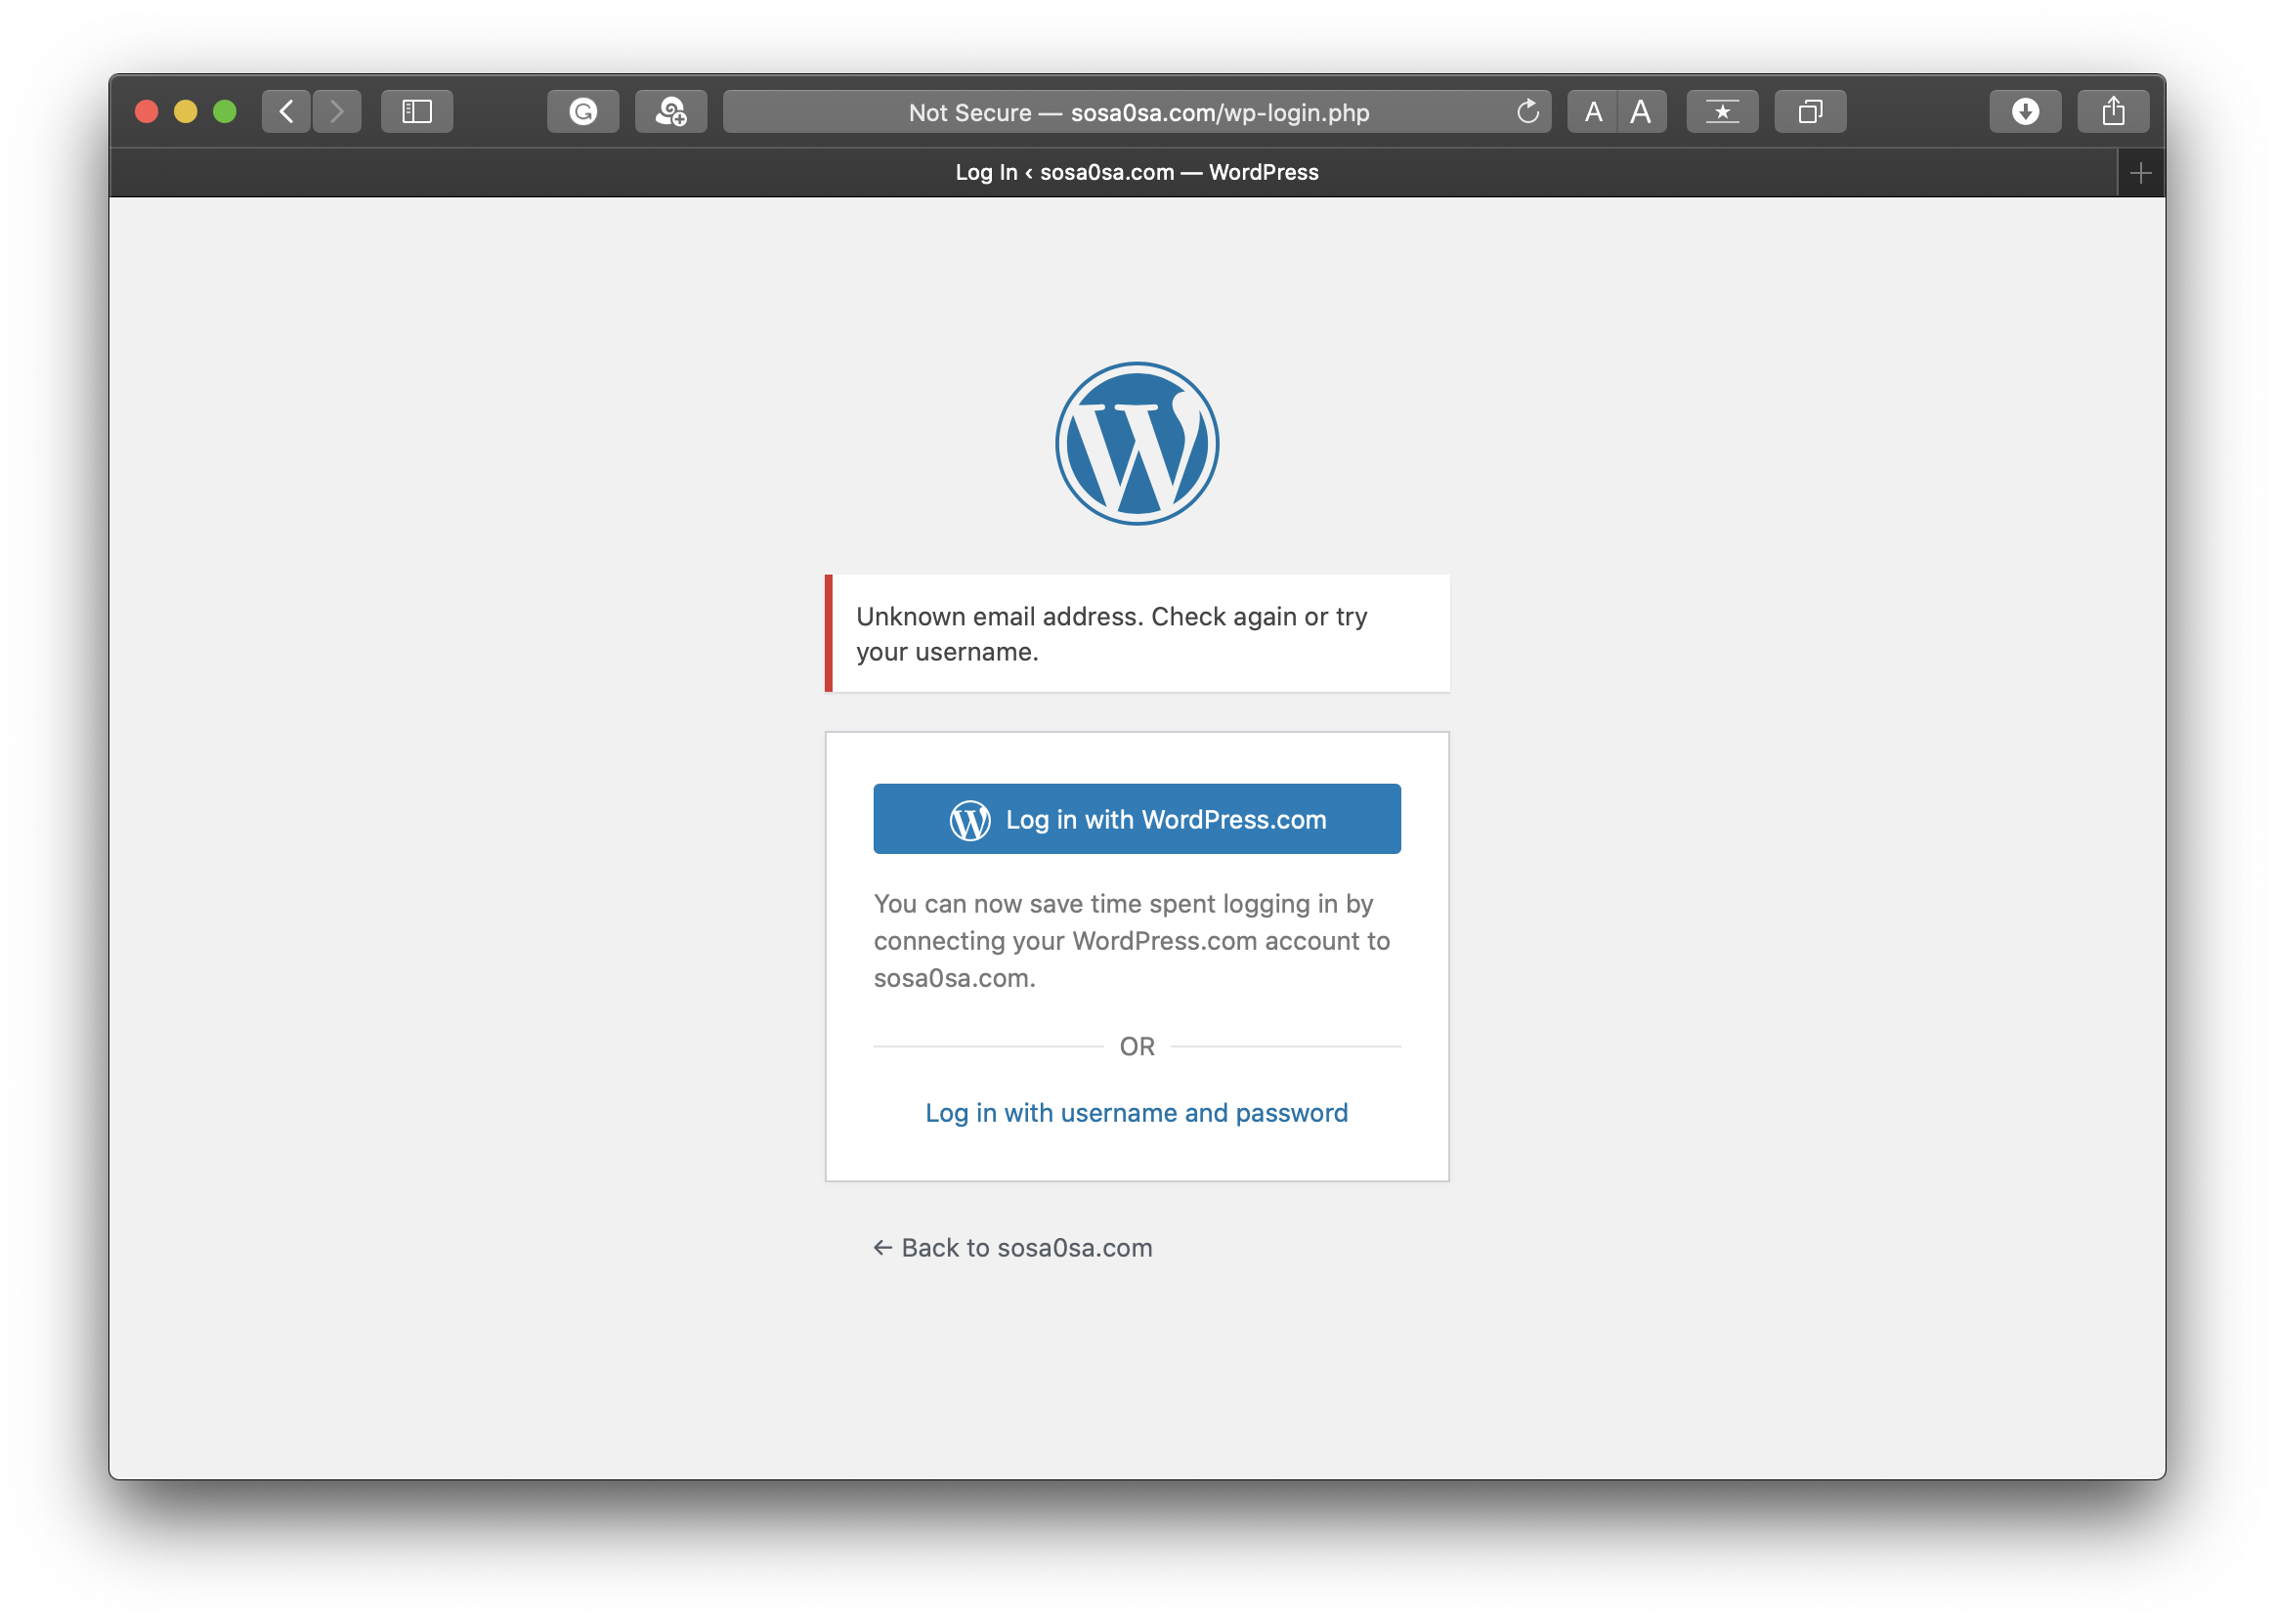 Not Secure — sosa0sa.com/wp-login.php
A A
Log In ‹ sosa0sa.com — WordPress
Unknown email address. Check again or try
your username.
Log in with WordPress.com
You can now save time spent logging in by
connecting your WordPress.com account to
sosa0sa.com.
OR
Log in with username and password
← Back to sosa0sa.com